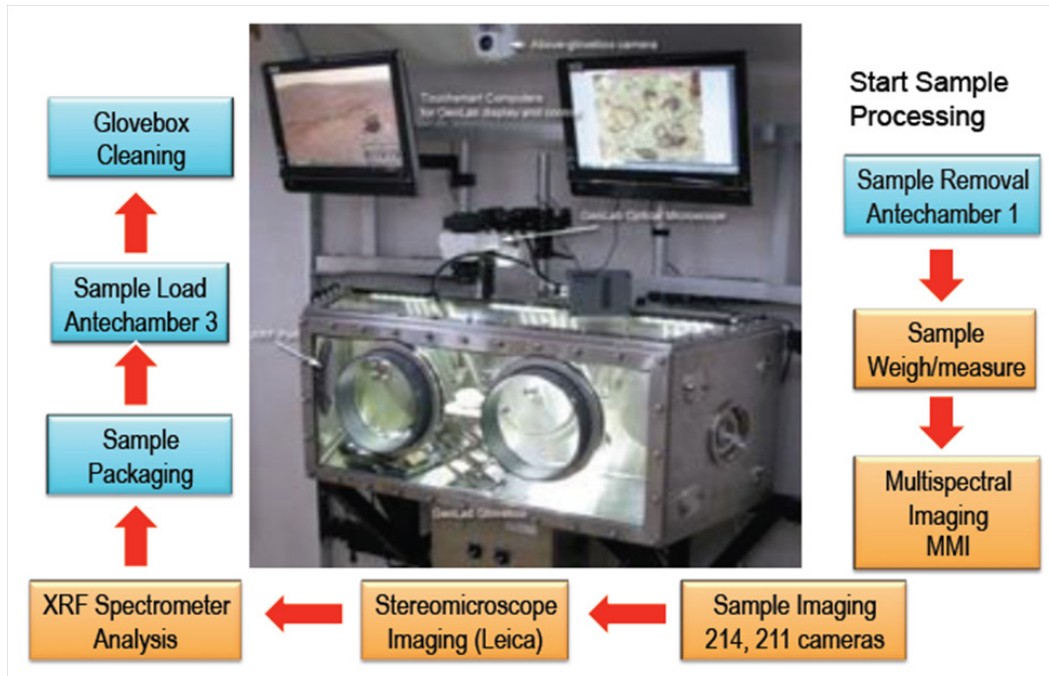 Start Sample
Processing
Sample Removal
Antechamber 1
Sample
Weigh/measure
Multispectral
Imaging
MMI
Sample Imaging
214, 211 cameras
Stereomicroscope
Imaging (Leica)
XRF Spectrometer
Analysis
Sample
Packaging
Sample Load
Antechamber 3
Glovebox
Cleaning
Above-glovebox camera
Touchsmart Computers
for GeoLab display and control
GeoLab Optical Microscope
GeoLab Glovebox